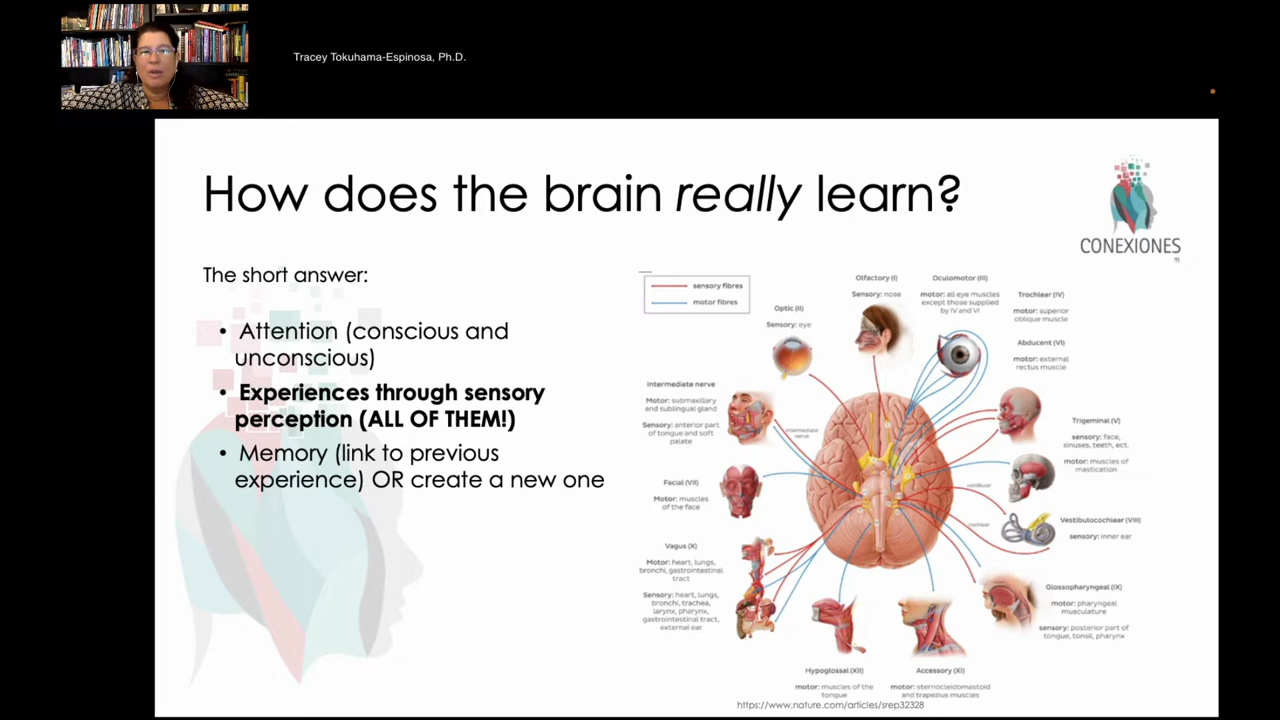 Tracey Tokuhama-Espinosa, Ph.D.
How does the brain really learn?
CONEXIONES
The short answer:
• Attention (conscious and
unconscious)
• Experiences through sensory
perception (ALL OF THEM!)
• Memory (link to previous
experience) OR create a new one
sensory fibres
motor fibres
Optic (II)
Sensory: eye
Olfactory (I)
Sensory: nose
Oculomotor (III)
motor: all eye muscles
except those supplied
by IV and VI
Trochlear (IV)
motor: superior
oblique muscle
Abducent (VI)
motor: external
rectus muscle
Intermediate nerve
Motor: submaxillary
and sublingual gland
Sensory: anterior part
of tongue and soft
palate
intermediate
nerve
Trigeminal (V)
sensory: face,
sinuses, teeth, ect.
motor: muscles of
mastication
Facial (VII)
Motor: muscles
of the face
vestibular
cochlear
Vestibulocochlear (VIII)
sensory: inner ear
Vagus (X)
Motor: heart, lungs,
bronchi, gastrointestinal
tract
Sensory: heart, lungs,
bronchi, trachea,
larynx, pharynx,
gastrointestinal tract,
external ear
Glossopharyngeal (IX)
motor: pharyngeal
musculature
sensory: posterior part of
tongue, tonsil, pharynx
Hypoglossal (XII)
motor: muscles of the
tongue
Accessory (XI)
motor: sternocleidomastoid
and trapezius muscles
https://www.nature.com/articles/srep32328